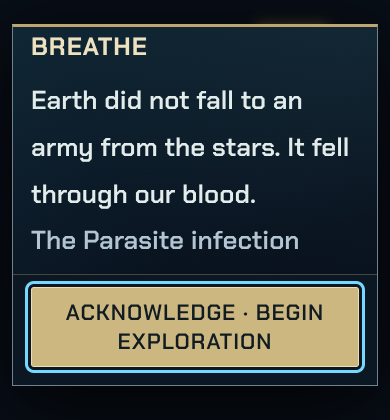 BREATHE
Earth did not fall to an
army from the stars. It fell
through our blood.
The Parasite infection
ACKNOWLEDGE · BEGIN
EXPLORATION